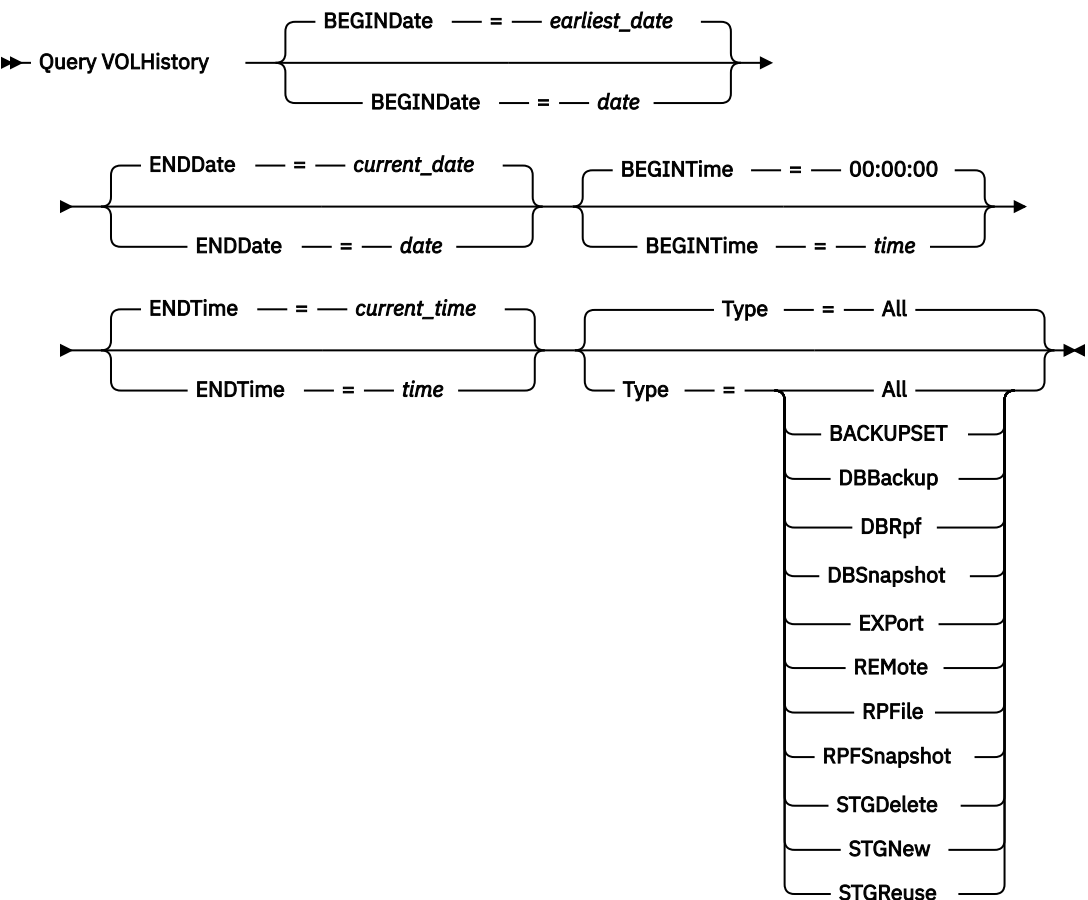 BEGINDate = earliest_date
Query VOLHistory
BEGINDate = date
ENDDate = current_date BEGINTime = 00:00:00
ENDDate = date BEGINTime = time
ENDTime = current_time Type = All
ENDTime = time Type = All
BACKUPSET
DBBackup
DBRpf
DBSnapshot
EXPort
REMote
RPFile
RPFSnapshot
STGDelete
STGNew
STGReuse